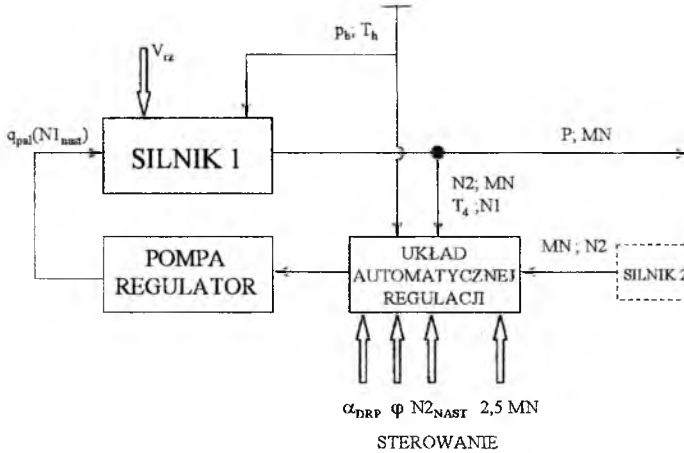 p_h; T_h
V_rz
q_pal(N1_nast)
SILNIK 1
P; MN
N2; MN
T_4 ;N1
MN ; N2
POMPA
REGULATOR
UKŁAD
AUTOMATYCZNEJ
REGULACJI
SILNIK 2
α_DRP φ N2_NAST 2,5 MN
STEROWANIE